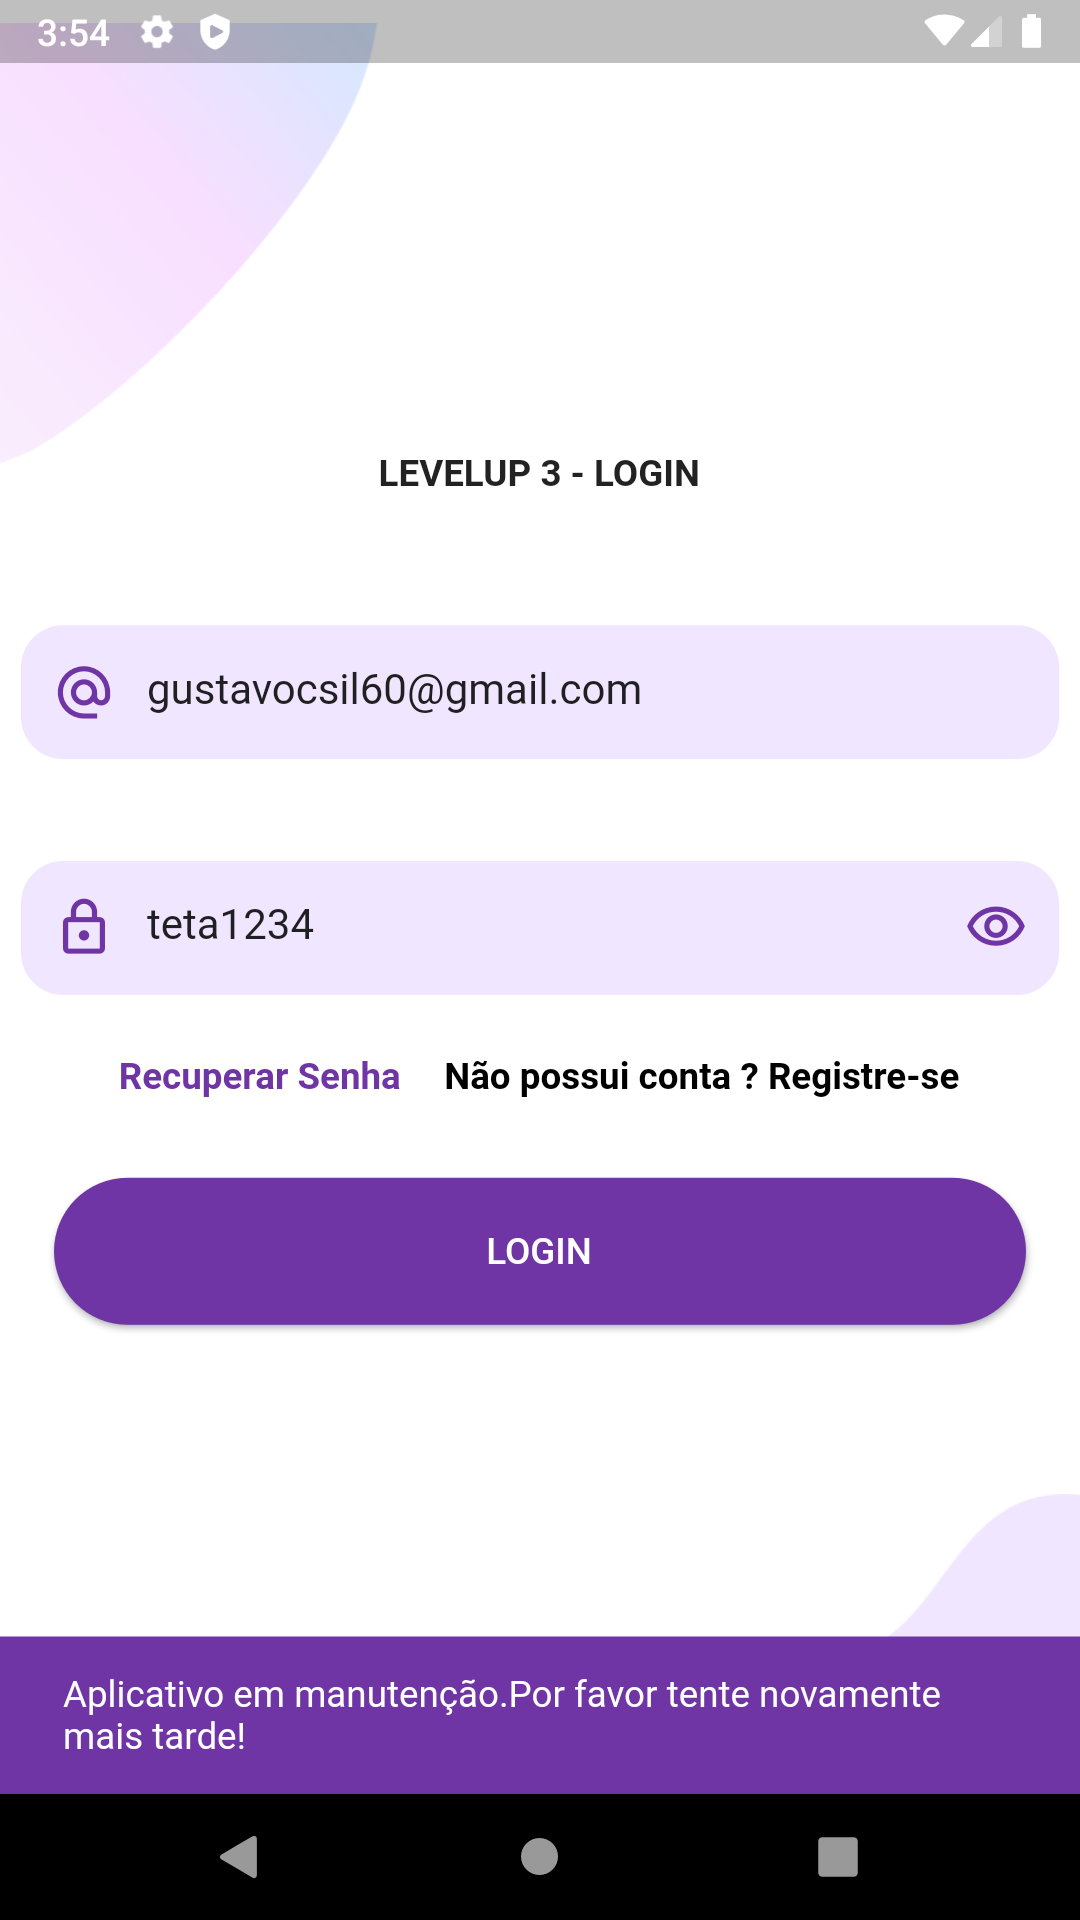 3:54
LEVELUP 3 - LOGIN
gustavocsil60@gmail.com
teta1234
Recuperar Senha Não possui conta ? Registre-se
LOGIN
Aplicativo em manutenção.Por favor tente novamente
mais tarde!